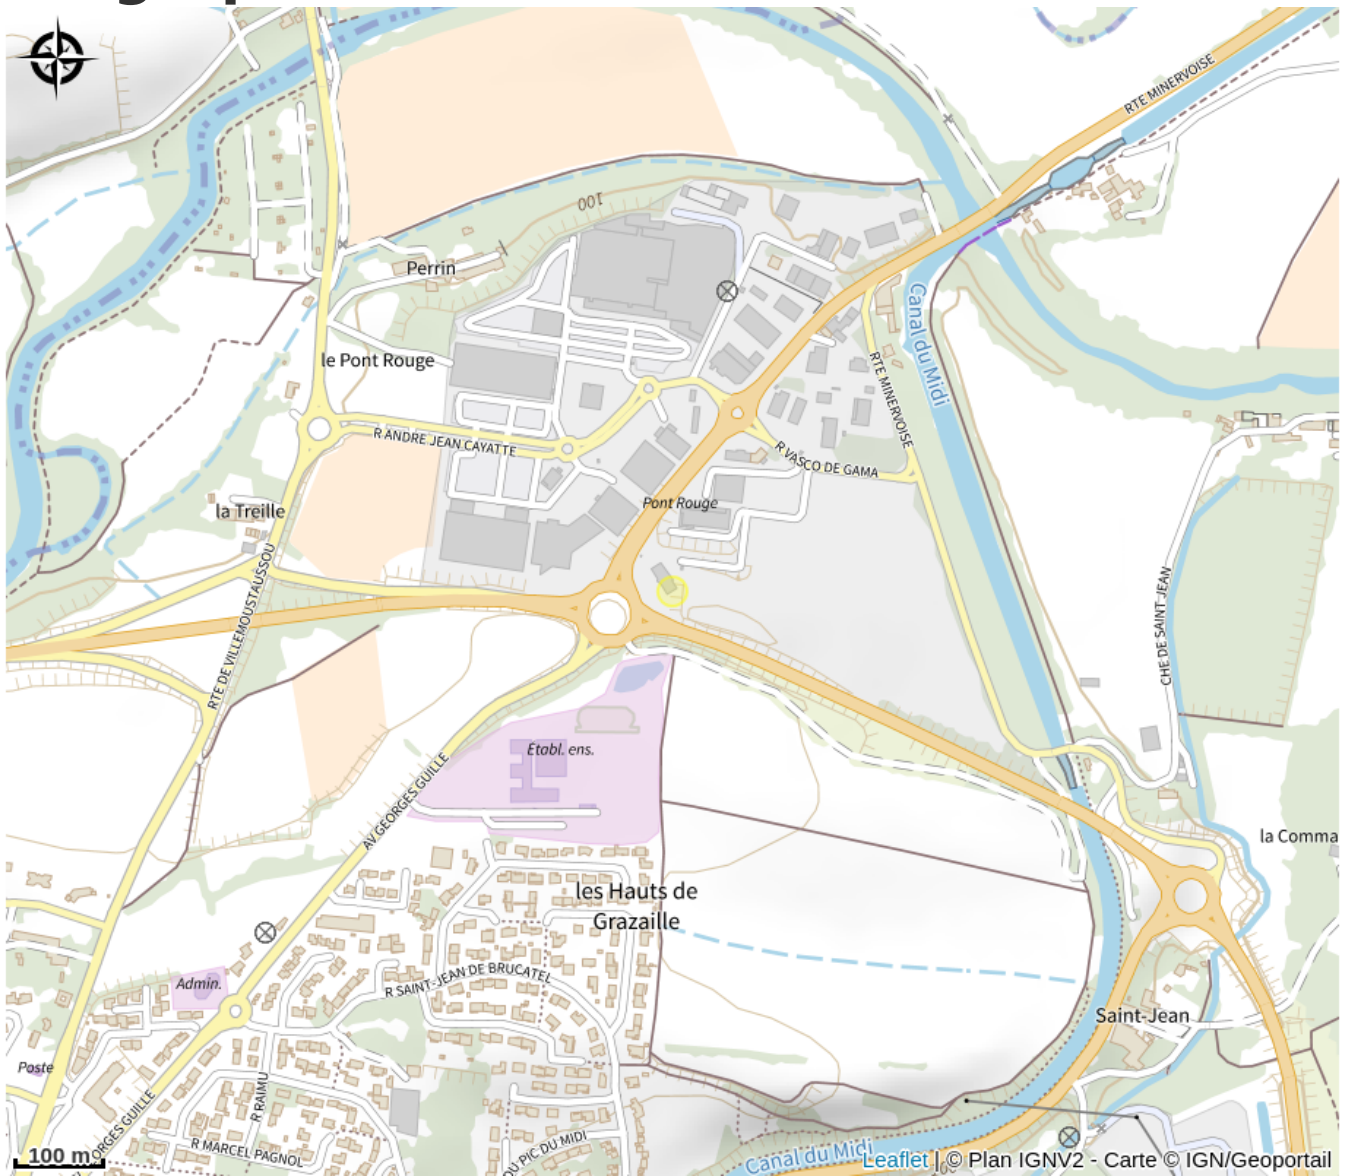 RTE MINERVOISE
100
Perrin
Canal du Midi
le Pont Rouge
RTE MINERVOISE
R ANDRE JEAN CAYATTE
R VASCO DE GAMA
Pont Rouge
la Treille
RTE DE VILLEMOUSTAUSSOU
CHE DE SAINT-JEAN
Établ. ens.
AV GEORGES GUILLE
la Comma
les Hauts de
Grazaille
R SAINT-JEAN DE BRUCATEL
Admin.
Saint-Jean
Poste
R RAIMU
GEORGES GUILLE
R MARCEL PAGNOL
DU PIC DU MIDI
Canal du Midi
100 m
Leaflet | © Plan IGNV2 - Carte © IGN/Geoportail